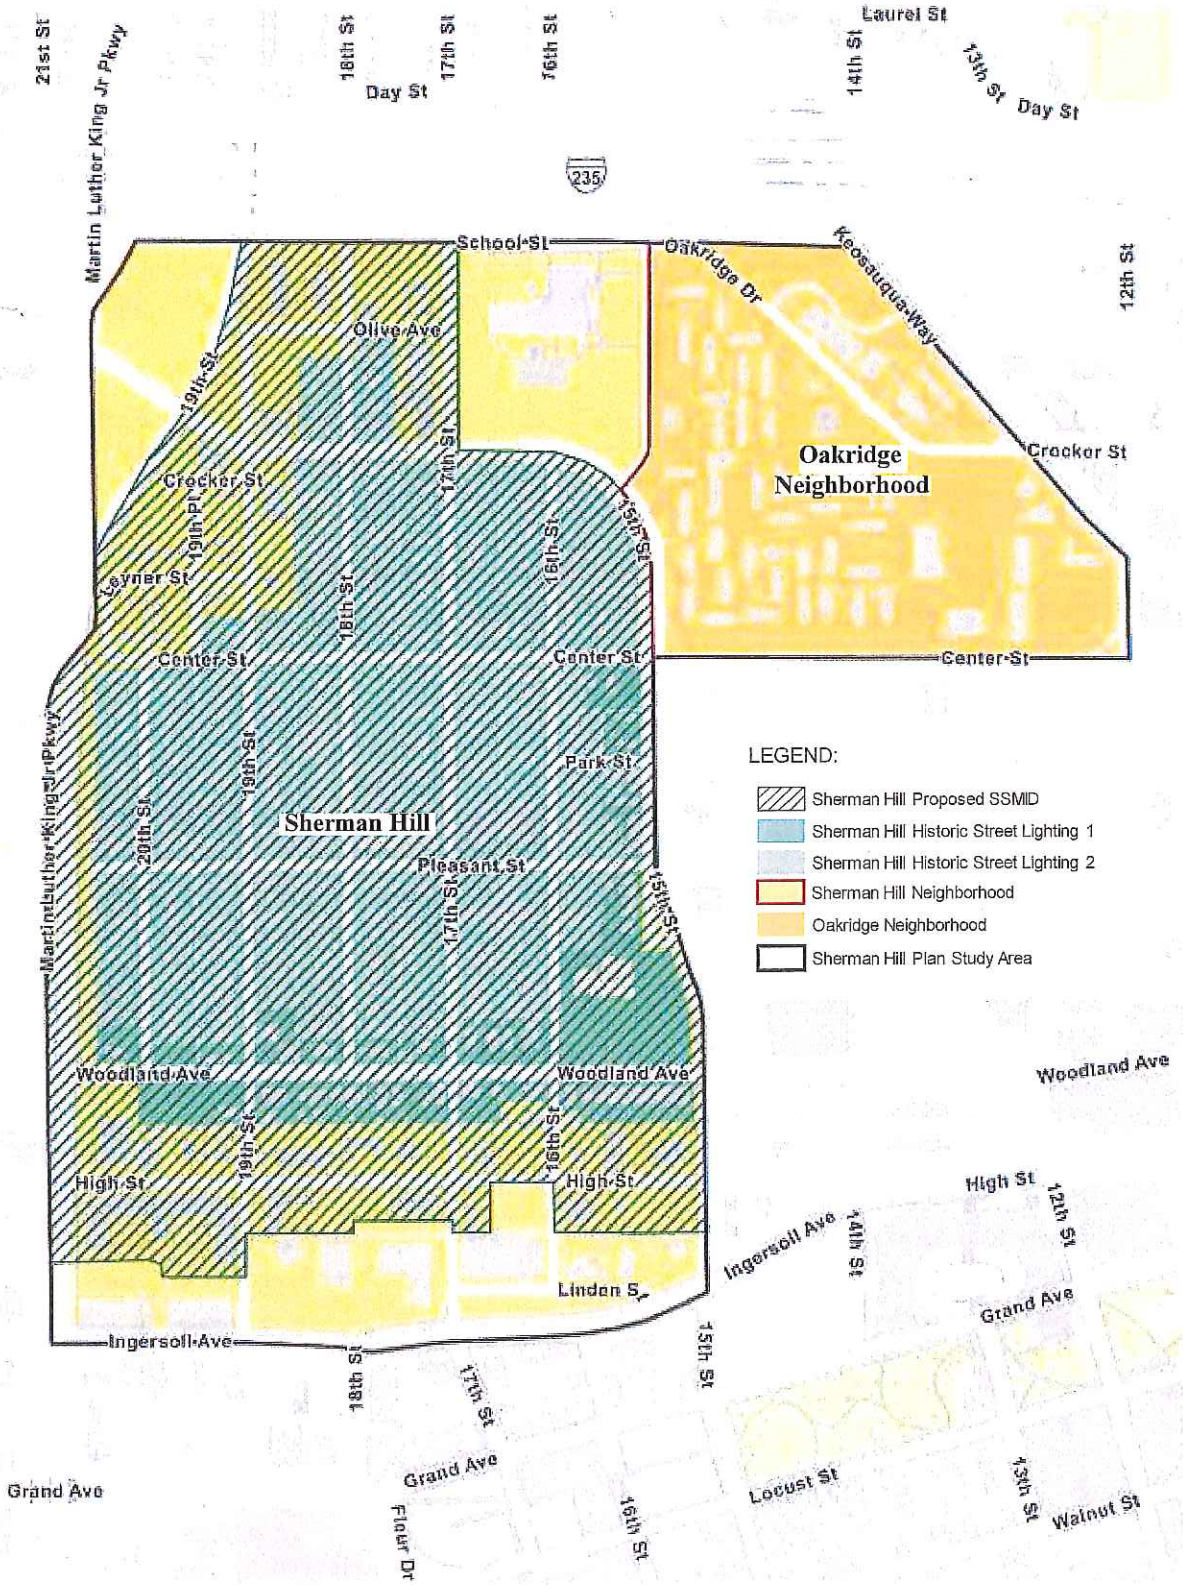 Laurel St
21st St
Martin Luther King Jr Pkwy
18th St
17th St
16th St
14th St
13th St
Day St
Day St
235
School St
Oakridge Dr
Keosauqua Way
12th St
Olive Ave
19th St
17th St
Oakridge
Neighborhood
Crocker St
Crocker St
19th Pl
15th St
16th St
Leyner St
18th St
Center St
Center St
Center St
Martin Luther King Jr Pkwy
19th St
Park St
20th St
Sherman Hill
Pleasant St
17th St
15th St
LEGEND:
Sherman Hill Proposed SSMID
Sherman Hill Historic Street Lighting 1
Sherman Hill Historic Street Lighting 2
Sherman Hill Neighborhood
Oakridge Neighborhood
Sherman Hill Plan Study Area
Woodland Ave
Woodland Ave
Woodland Ave
19th St
16th St
High St
High St
High St
12th St
Ingersoll Ave
14th St
Linden S
Grand Ave
Ingersoll Ave
18th St
17th St
15th St
Grand Ave
Grand Ave
Locust St
13th St
Walnut St
Fleur Dr
16th St